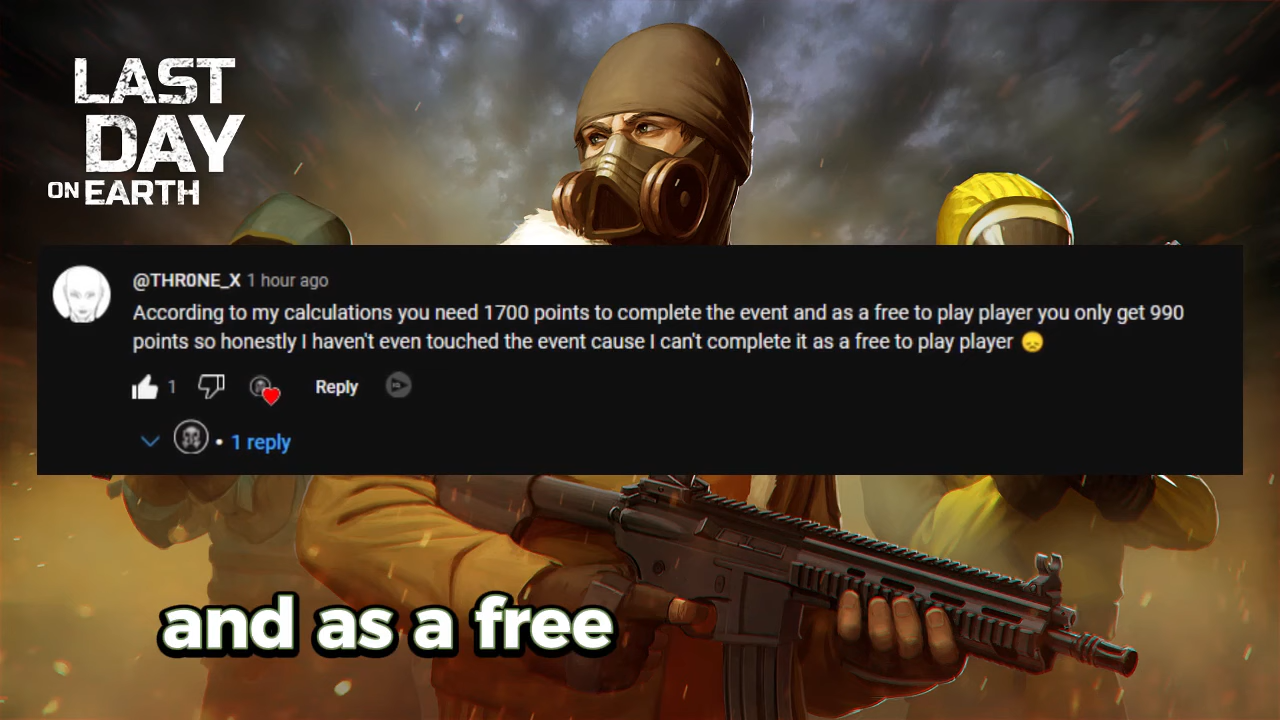 LAST
DAY
ON EARTH
@THR0NE_X 1 hour ago
According to my calculations you need 1700 points to complete the event and as a free to play player you only get 990
points so honestly I haven't even touched the event cause I can't complete it as a free to play player 😞
1 Reply
• 1 reply
and as a free